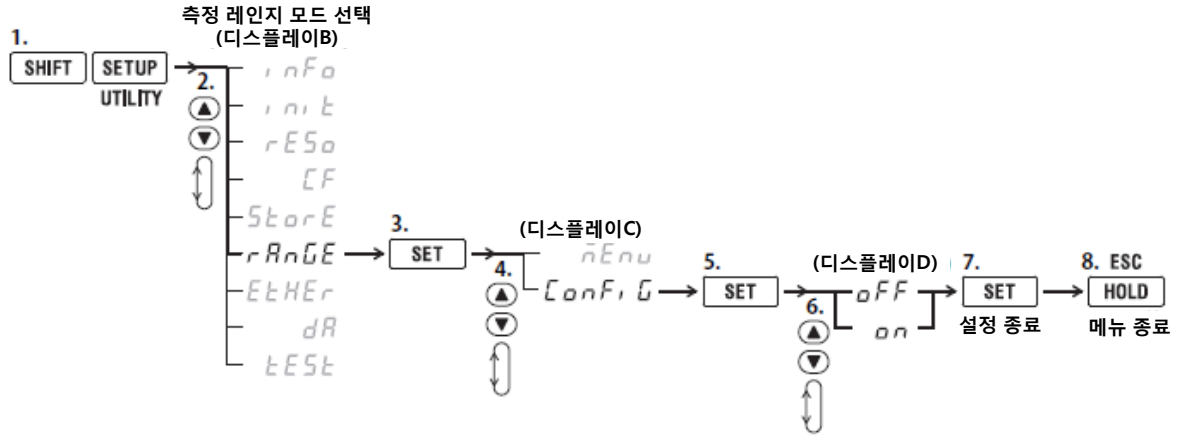 측정 레인지 모드 선택
(디스플레이B)
1.
SHIFT SETUP
UTILITY
2.
inFo
init
rESo
CF
StorE
rAnGE
EtHEr
dA
tESt
3.
SET
(디스플레이C)
4.
mEnu
ConFiG
5.
SET
(디스플레이D)
6.
oFF
on
7.
SET
설정 종료
8. ESC
HOLD
메뉴 종료